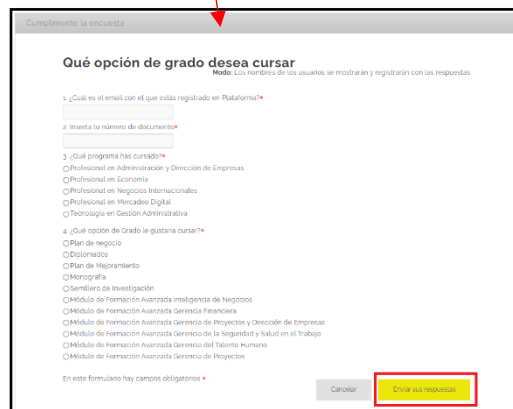 Cumplimente la encuesta
Qué opción de grado desea cursar
Modo: Los nombres de los usuarios se mostrarán y registrarán con las respuestas
1. ¿Cuál es el email con el que estás registrado en Plataforma?*
2. Inserta tu número de documento*
3. ¿Qué programa has cursado?*
Profesional en Administración y Dirección de Empresas
Profesional en Economía
Profesional en Negocios Internacionales
Profesional en Mercadeo Digital
Tecnología en Gestión Administrativa
4. ¿Qué opción de Grado le gustaría cursar?*
Plan de negocio
Diplomados
Plan de Mejoramiento
Monografía
Semillero de Investigación
Módulo de Formación Avanzada Inteligencia de Negocios
Módulo de Formación Avanzada Gerencia Financiera
Módulo de Formación Avanzada Gerencia de Proyectos y Dirección de Empresas
Módulo de Formación Avanzada Gerencia de la Seguridad y Salud en el Trabajo
Módulo de Formación Avanzada Gerencia del Talento Humano
Módulo de Formación Avanzada Gerencia de Proyectos
En este formulario hay campos obligatorios *
Cancelar
Enviar sus respuestas